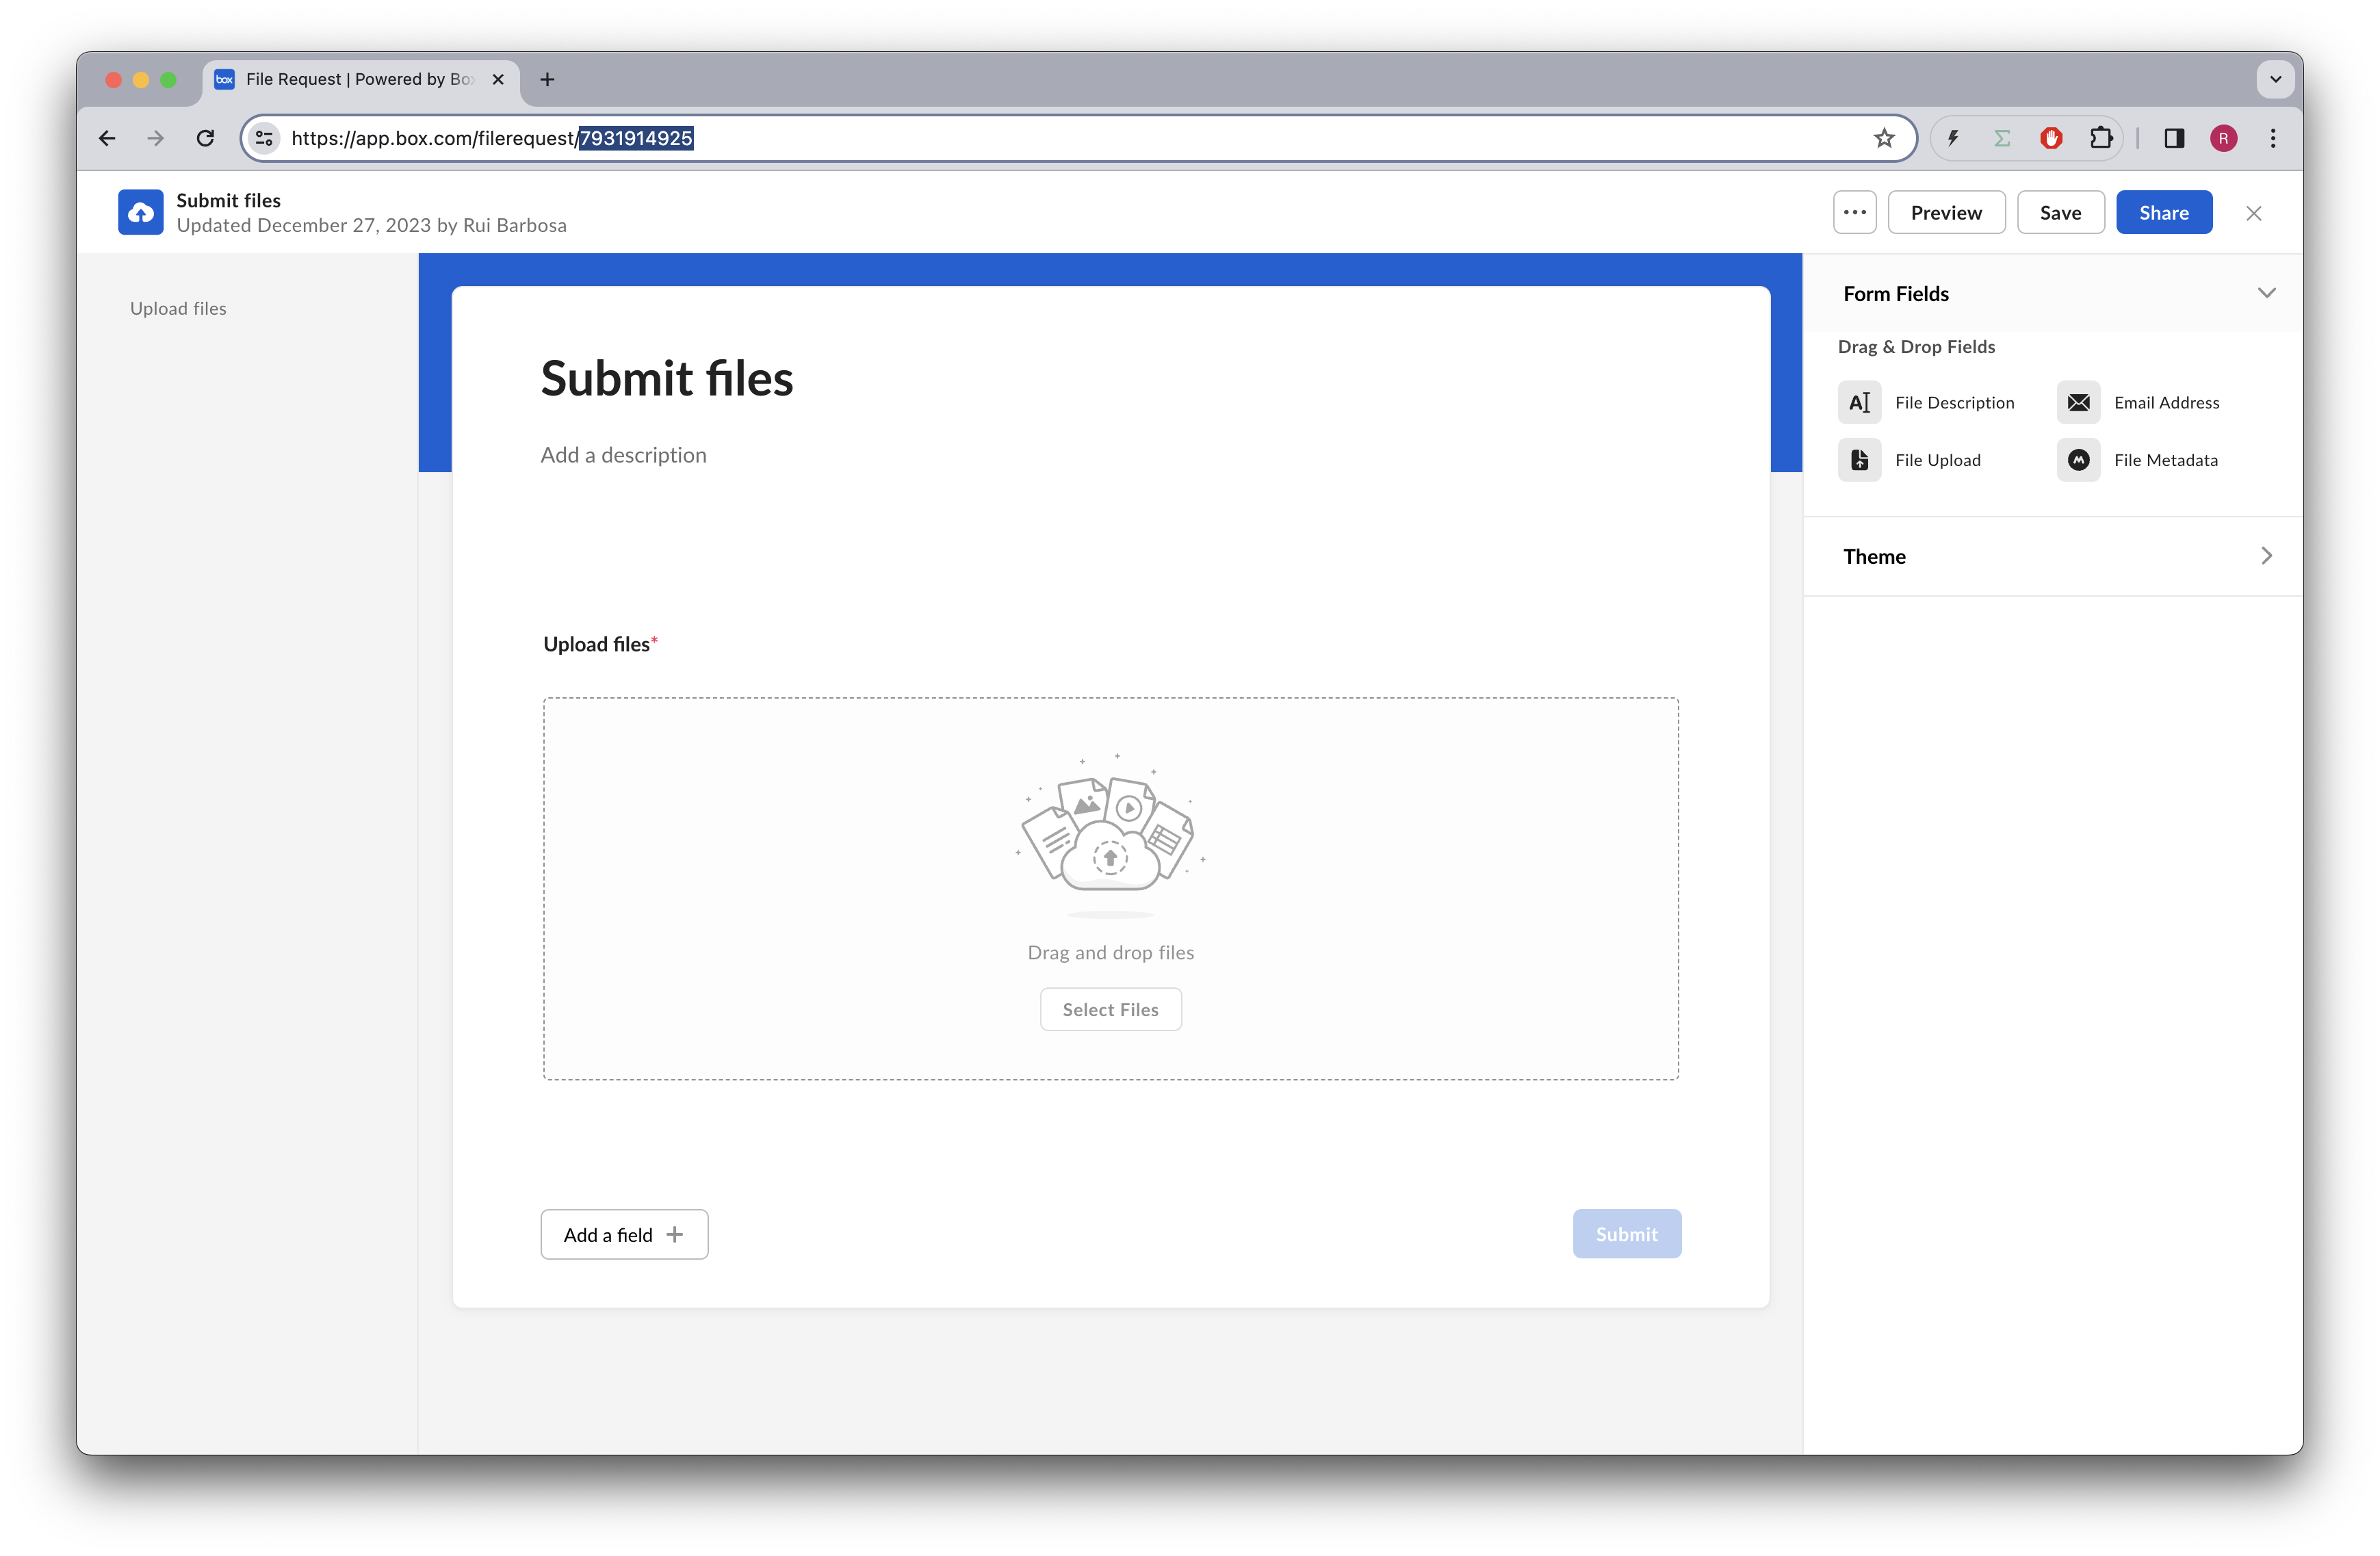 box File Request | Powered by Bo
https://app.box.com/filerequest/7931914925
R
Submit files
Updated December 27, 2023 by Rui Barbosa
Preview
Save
Share
Upload files
Submit files
Add a description
Upload files*
Drag and drop files
Select Files
Add a field +
Submit
Form Fields
Drag & Drop Fields
File Description
Email Address
File Upload
File Metadata
Theme